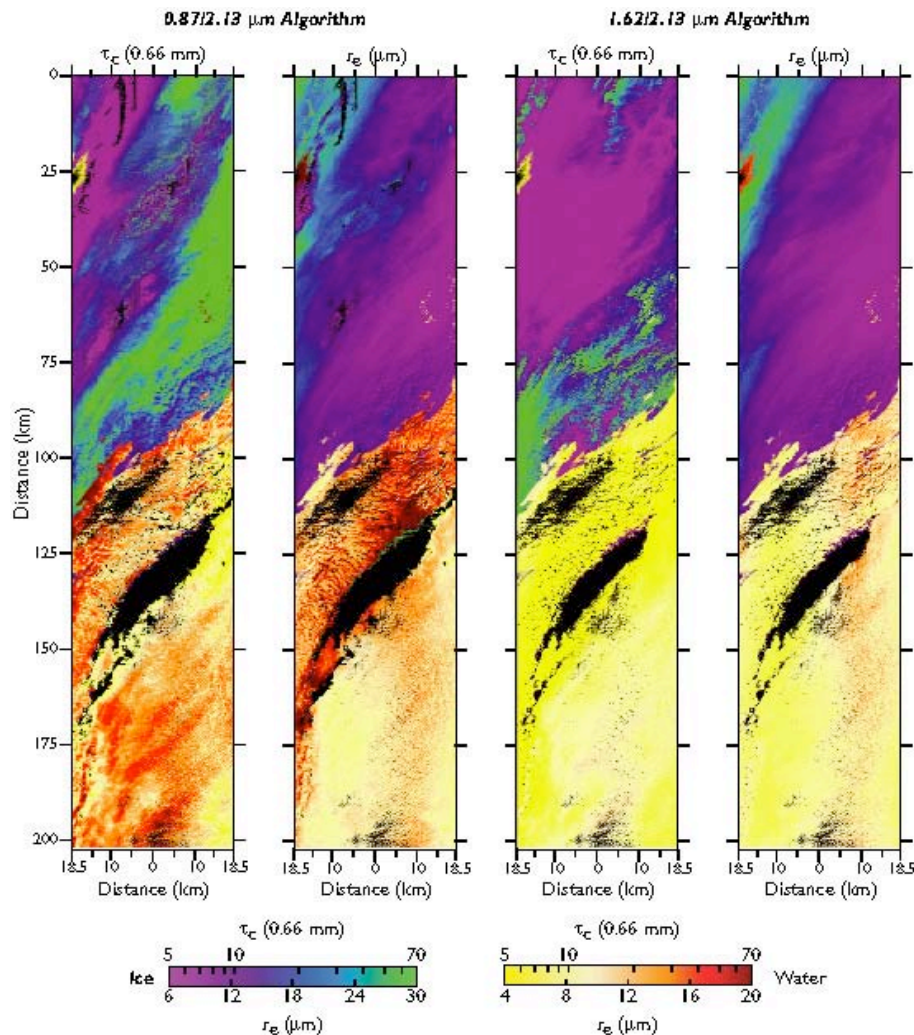 0.87/2.13 μm Algorithm
1.62/2.13 μm Algorithm
τc (0.66 mm)
re (μm)
τc (0.66 mm)
re (μm)
0
25
50
75
100
125
150
175
200
Distance (km)
18.5 10 0 10 18.5
18.5 10 0 10 18.5
18.5 10 0 10 18.5
18.5 10 0 10 18.5
Distance (km)
Distance (km)
Distance (km)
Distance (km)
τc (0.66 mm)
τc (0.66 mm)
5 10 70
5 10 70
Ice
Water
6 12 18 24 30
4 8 12 16 20
re (μm)
re (μm)